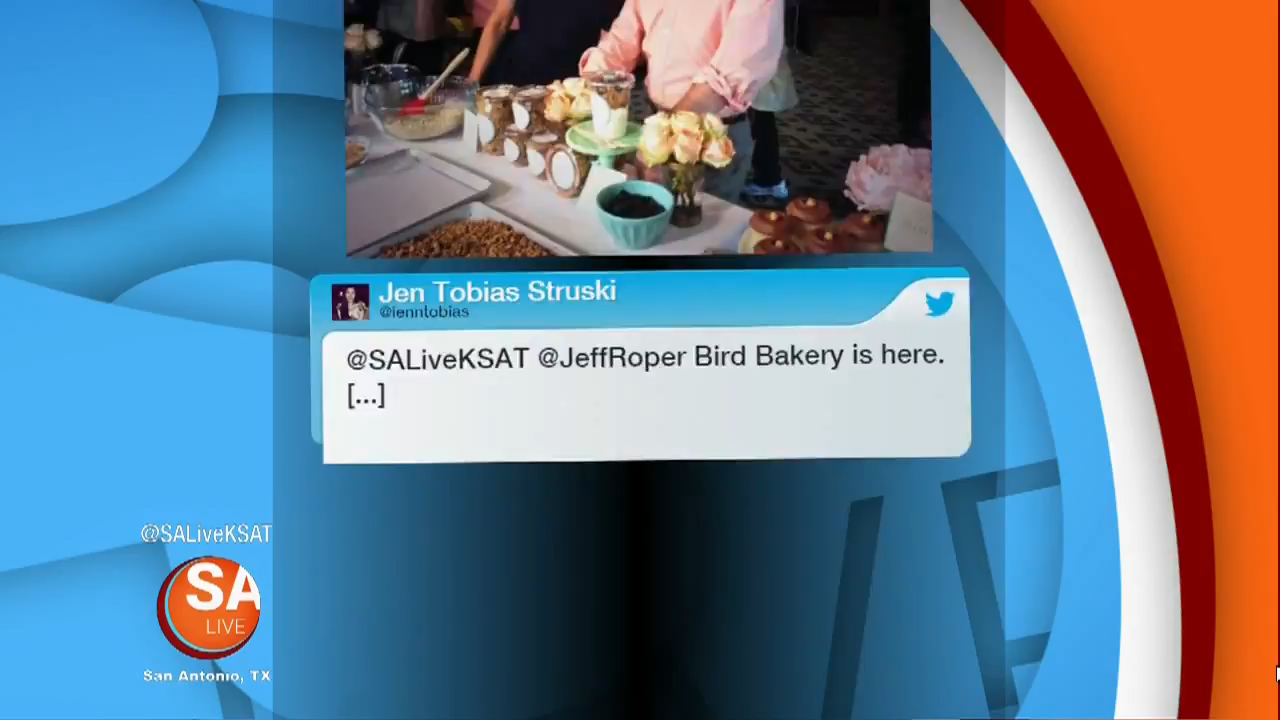 Jen Tobias Struski
@jenntobias
@SALiveKSAT @JeffRoper Bird Bakery is here.
[...]
@SALiveKSAT
SA
LIVE
San Antonio, TX